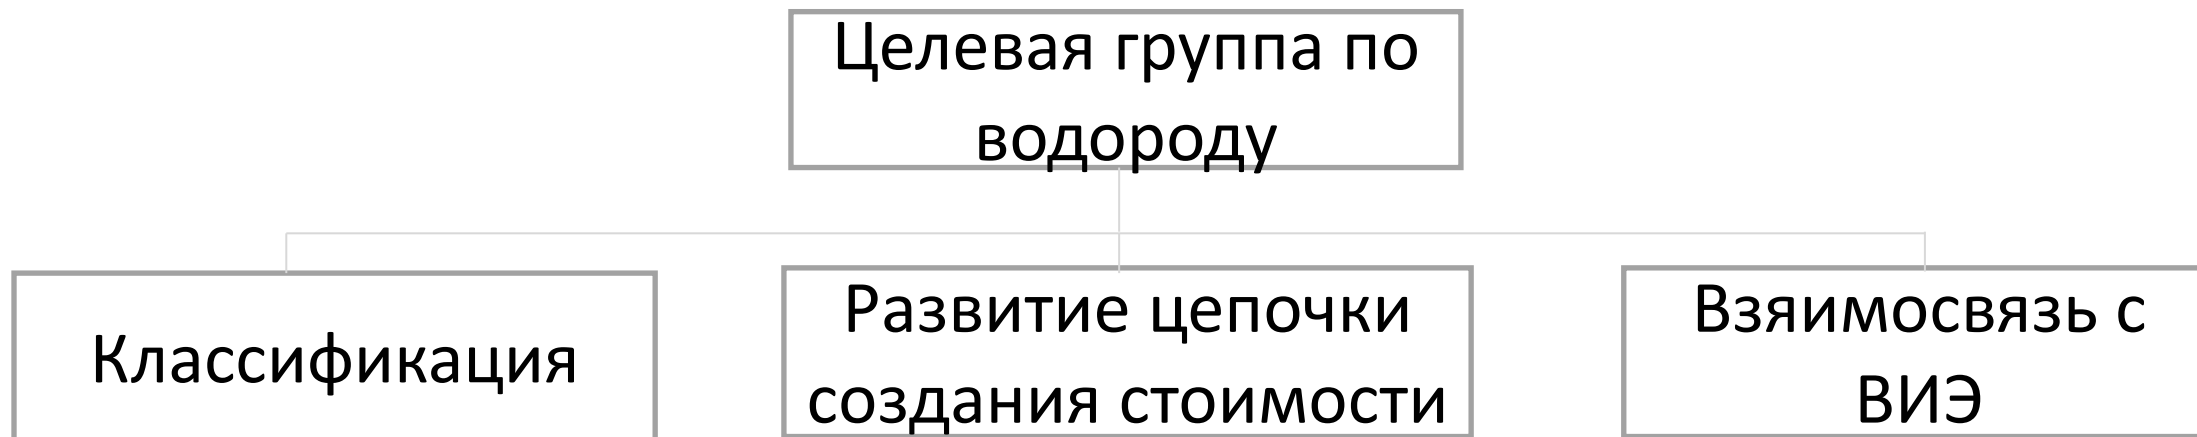 Целевая группа по
водороду
Классификация
Развитие цепочки
создания стоимости
Взяимосвязь с
ВИЭ